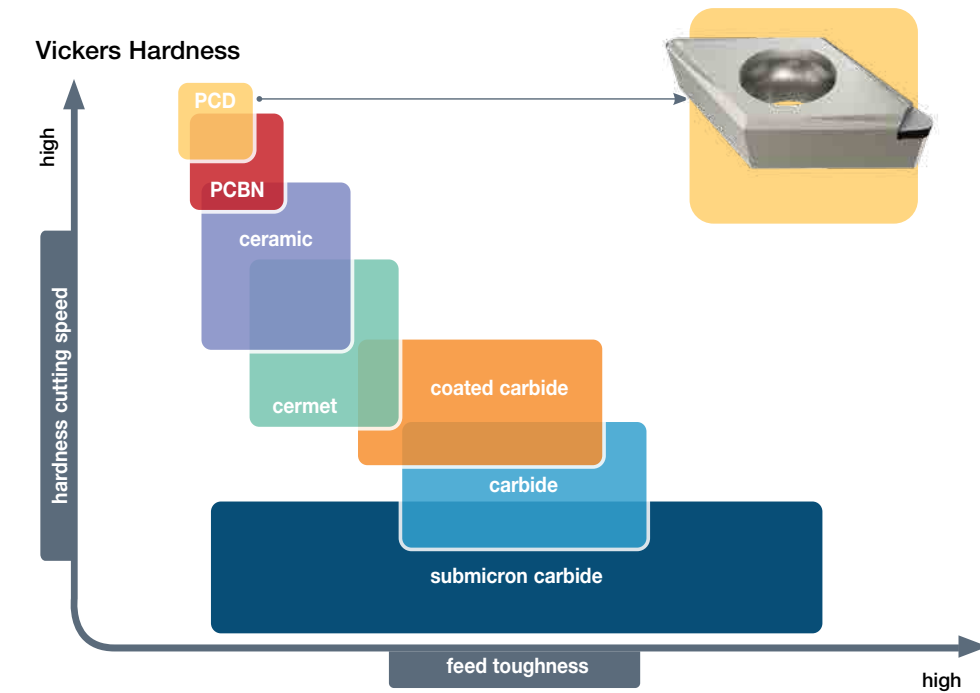 Vickers Hardness
high
hardness cutting speed
PCD
PCBN
ceramic
cermet
coated carbide
carbide
submicron carbide
feed toughness
high